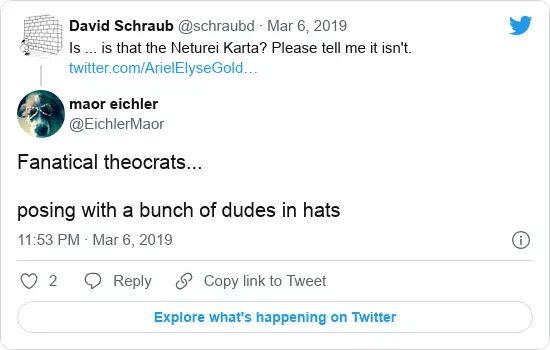 David Schraub @schraubd · Mar 6, 2019
Is ... is that the Neturei Karta? Please tell me it isn't.
twitter.com/ArielElyseGold…
maor eichler
@EichlerMaor
Fanatical theocrats...
posing with a bunch of dudes in hats
11:53 PM · Mar 6, 2019
2 Reply Copy link to Tweet
Explore what's happening on Twitter